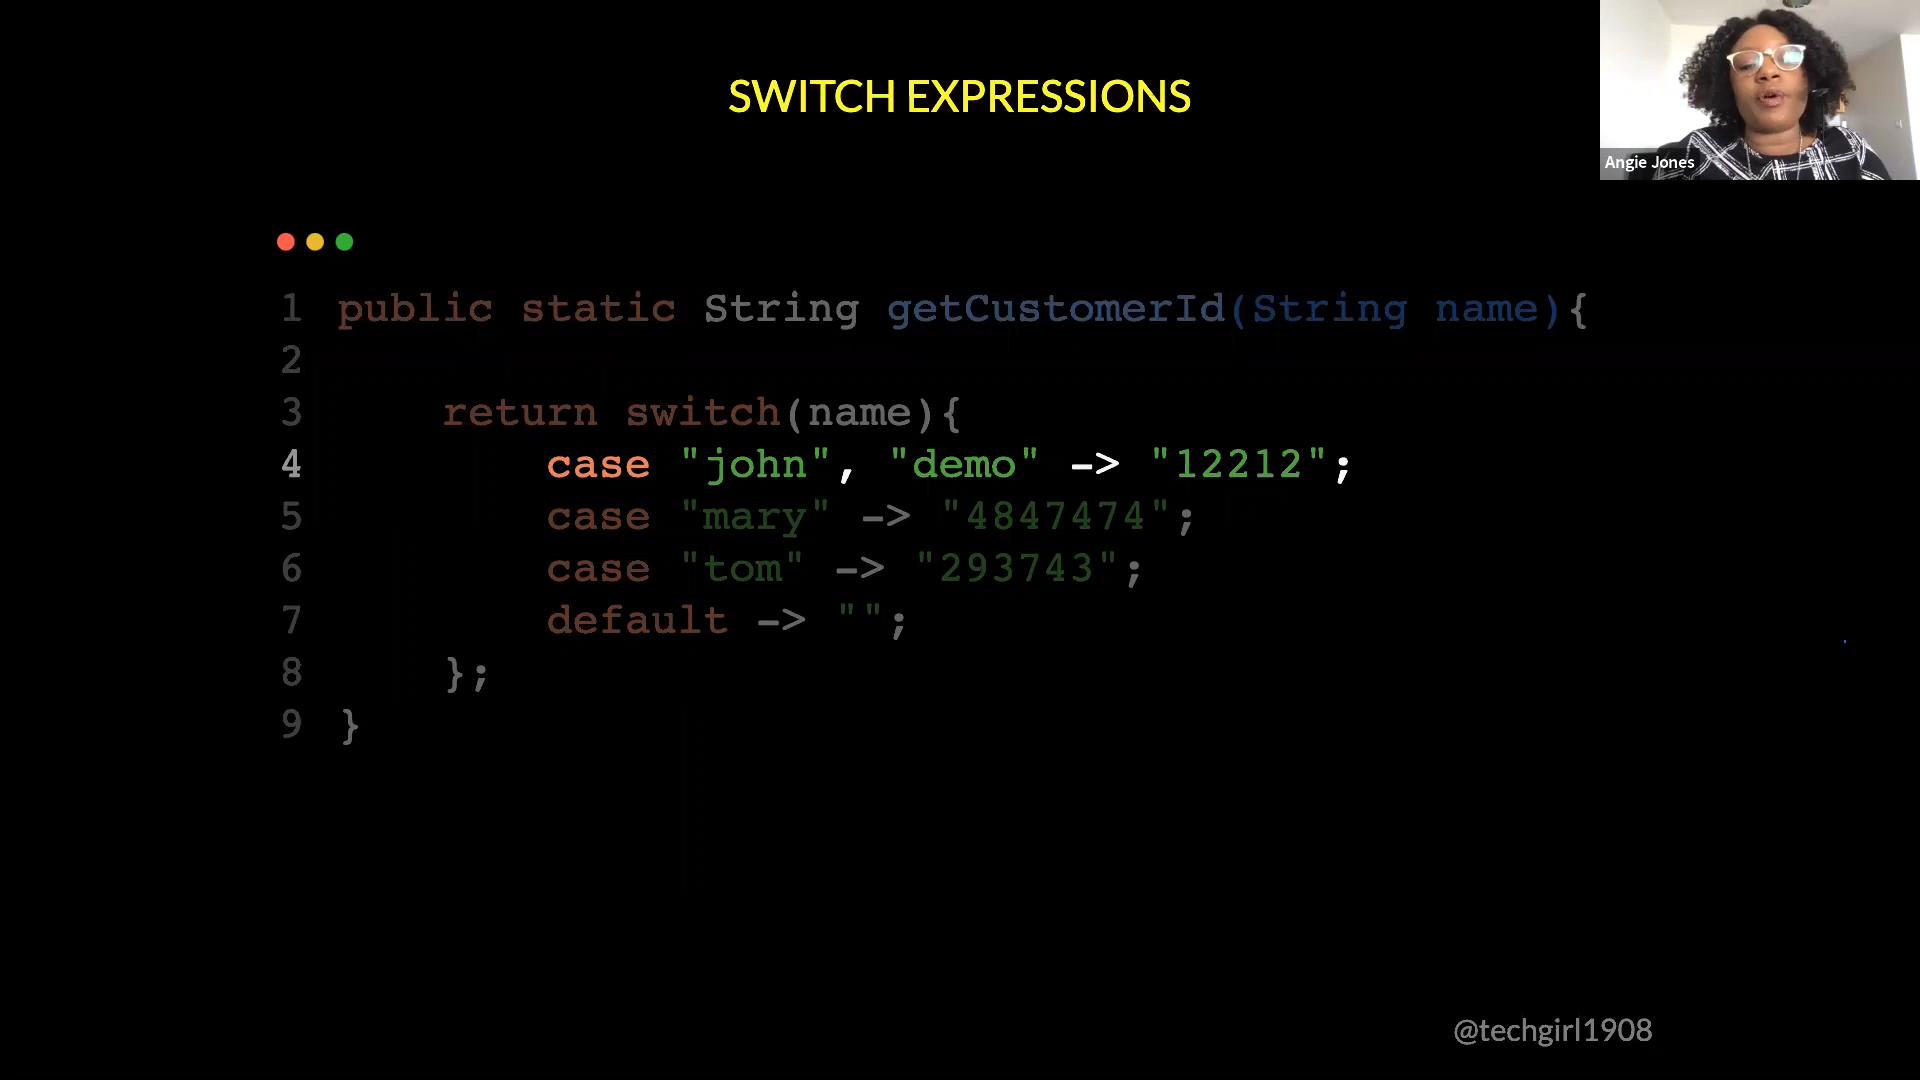 SWITCH EXPRESSIONS
Angie Jones
1 public static String getCustomerId(String name){
2
3 return switch(name){
4 case "john", "demo" -> "12212";
5 case "mary" -> "4847474";
6 case "tom" -> "293743";
7 default -> "";
8 };
9 }
@techgirl1908